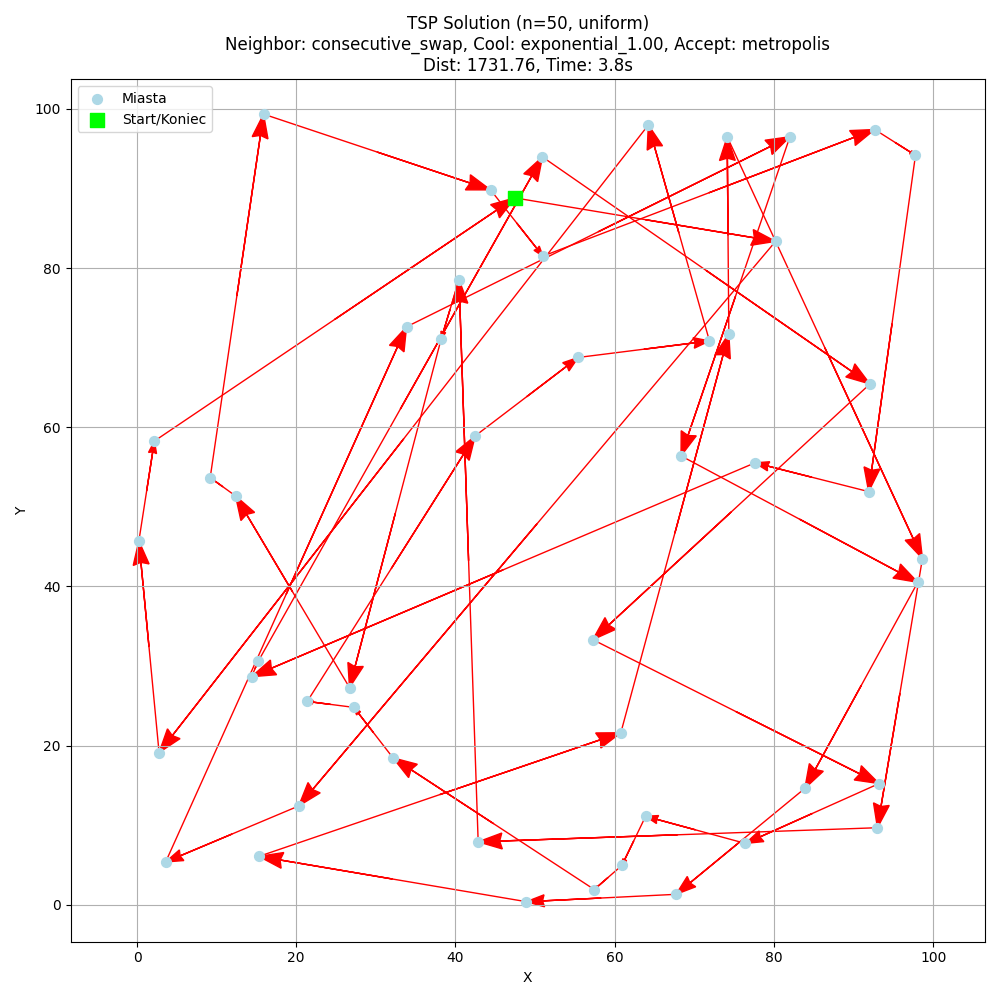 TSP Solution (n=50, uniform)
Neighbor: consecutive_swap, Cool: exponential_1.00, Accept: metropolis
Dist: 1731.76, Time: 3.8s
Miasta
Start/Koniec
100
80
60
40
20
0
Y
0 20 40 60 80 100
X